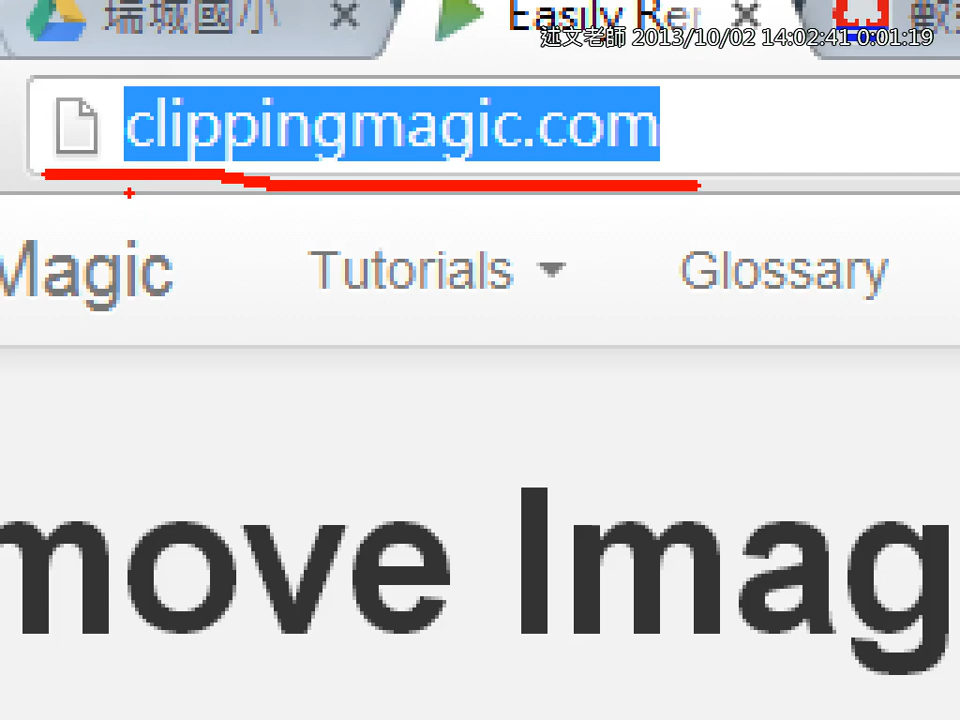 瑞城國小
Easily Re
述文老師 2013/10/02 14:02:41 0:01:19
clippingmagic.com
Magic
Tutorials
Glossary
move Imag